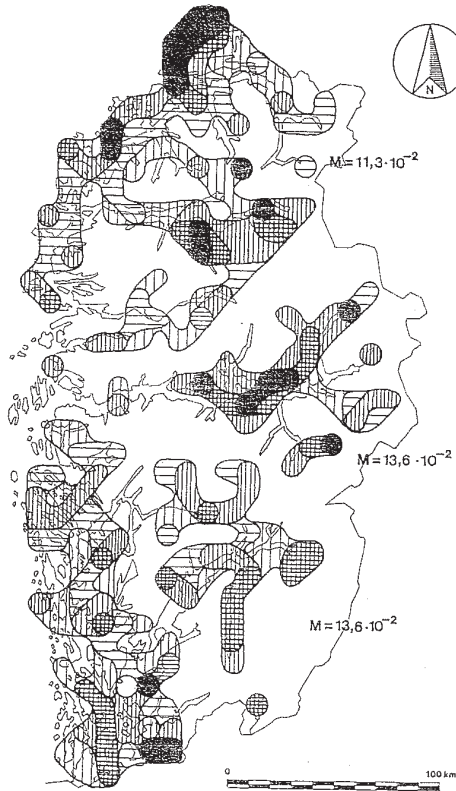 N
M = 11,3 · 10⁻²
M = 13,6 · 10⁻²
M = 13,6 · 10⁻²
0 100 km